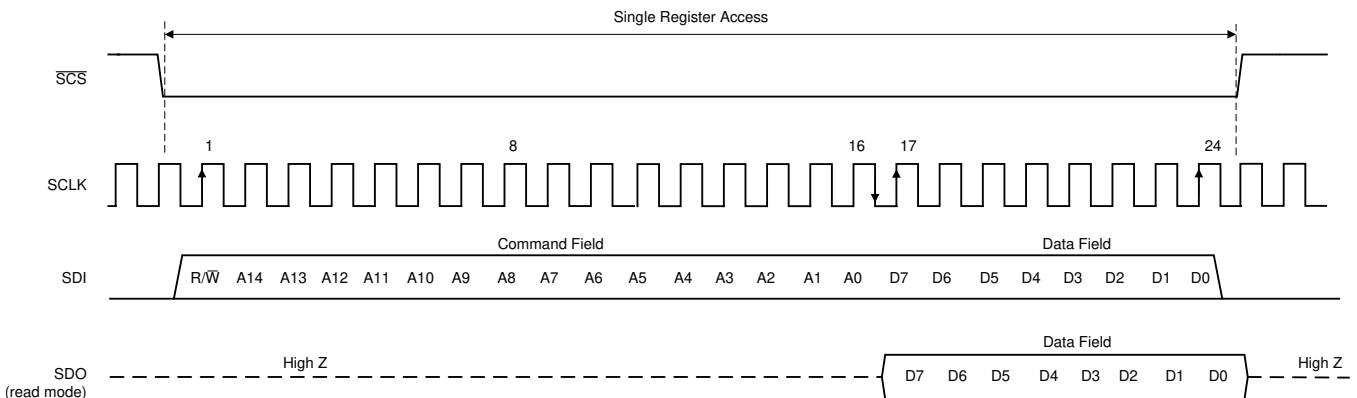 Single Register Access
SCS
1 8 16 17 24
SCLK
Command Field Data Field
SDI R/W A14 A13 A12 A11 A10 A9 A8 A7 A6 A5 A4 A3 A2 A1 A0 D7 D6 D5 D4 D3 D2 D1 D0
Data Field
High Z High Z
SDO D7 D6 D5 D4 D3 D2 D1 D0
(read mode)